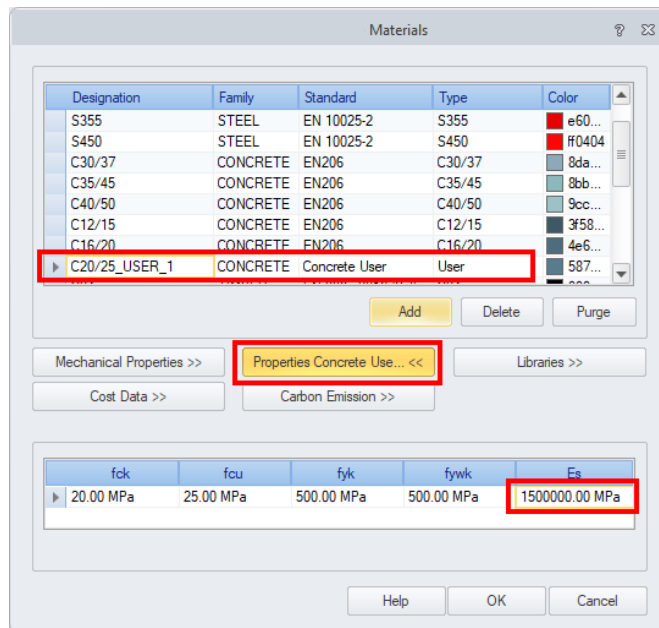 Materials
Designation Family Standard Type Color
S355 STEEL EN 10025-2 S355 e60...
S450 STEEL EN 10025-2 S450 ff0404
C30/37 CONCRETE EN206 C30/37 8da...
C35/45 CONCRETE EN206 C35/45 8bb...
C40/50 CONCRETE EN206 C40/50 9cc...
C12/15 CONCRETE EN206 C12/15 3f58...
C16/20 CONCRETE EN206 C16/20 4e6...
C20/25_USER_1 CONCRETE Concrete User User 587...
Add Delete Purge
Mechanical Properties >> Properties Concrete Use... << Libraries >>
Cost Data >> Carbon Emission >>
fck fcu fyk fywk Es
20.00 MPa 25.00 MPa 500.00 MPa 500.00 MPa 1500000.00 MPa
Help OK Cancel